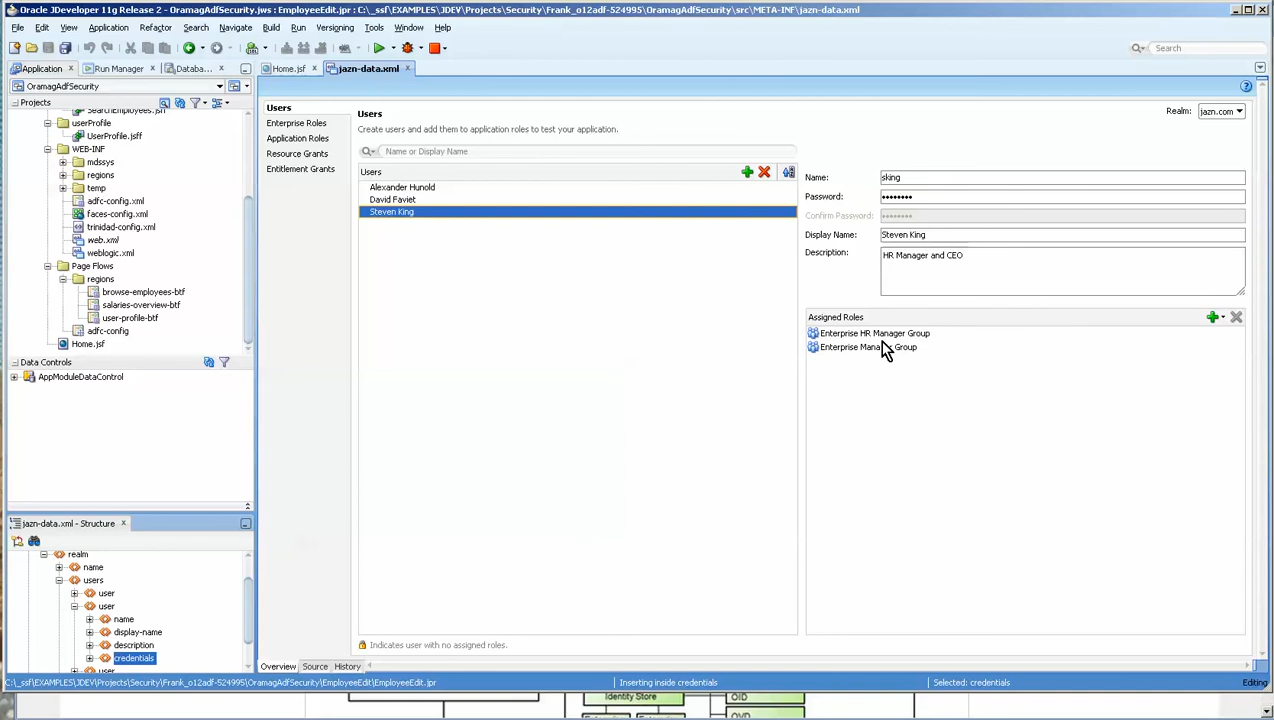 Oracle JDeveloper 11g Release 2 - OramagAdfSecurity.jws : EmployeeEdit.jpr : C:\_ssf\EXAMPLES\JDEV\Projects\Security\Frank_o12adf-524995\OramagAdfSecurity\src\META-INF\jazn-data.xml
File Edit View Application Refactor Search Navigate Build Run Versioning Tools Window Help
Search
Application Run Manager Databa... Home.jsf jazn-data.xml
OramagAdfSecurity
Projects
SearchEmployees.jsff
userProfile
UserProfile.jsff
WEB-INF
mdssys
regions
temp
adfc-config.xml
faces-config.xml
trinidad-config.xml
web.xml
weblogic.xml
Page Flows
regions
browse-employees-btf
salaries-overview-btf
user-profile-btf
adfc-config
Home.jsf
Data Controls
AppModuleDataControl
jazn-data.xml - Structure
realm
name
users
user
user
name
display-name
description
credentials
user
Users
Enterprise Roles
Application Roles
Resource Grants
Entitlement Grants
Users
Create users and add them to application roles to test your application.
Realm: jazn.com
Name or Display Name
Users
Alexander Hunold
David Faviet
Steven King
Indicates user with no assigned roles.
Name: sking
Password: ••••••••
Confirm Password: ••••••••
Display Name: Steven King
Description: HR Manager and CEO
Assigned Roles
Enterprise HR Manager Group
Enterprise Manager Group
Overview Source History
C:\_ssf\EXAMPLES\JDEV\Projects\Security\Frank_o12adf-524995\OramagAdfSecurity\EmployeeEdit\EmployeeEdit.jpr Inserting inside credentials Selected: credentials Editing
Identity Store OID